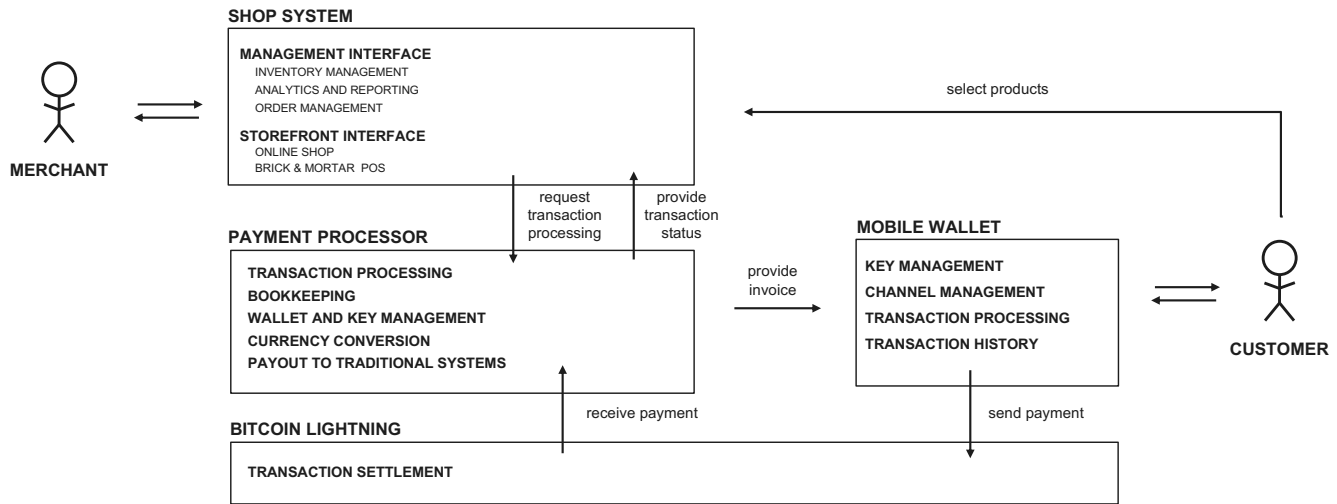 SHOP SYSTEM
MANAGEMENT INTERFACE
INVENTORY MANAGEMENT
ANALYTICS AND REPORTING
ORDER MANAGEMENT
STOREFRONT INTERFACE
ONLINE SHOP
BRICK & MORTAR POS
MERCHANT
select products
request
transaction
processing
provide
transaction
status
PAYMENT PROCESSOR
TRANSACTION PROCESSING
BOOKKEEPING
WALLET AND KEY MANAGEMENT
CURRENCY CONVERSION
PAYOUT TO TRADITIONAL SYSTEMS
provide
invoice
MOBILE WALLET
KEY MANAGEMENT
CHANNEL MANAGEMENT
TRANSACTION PROCESSING
TRANSACTION HISTORY
CUSTOMER
receive payment
send payment
BITCOIN LIGHTNING
TRANSACTION SETTLEMENT